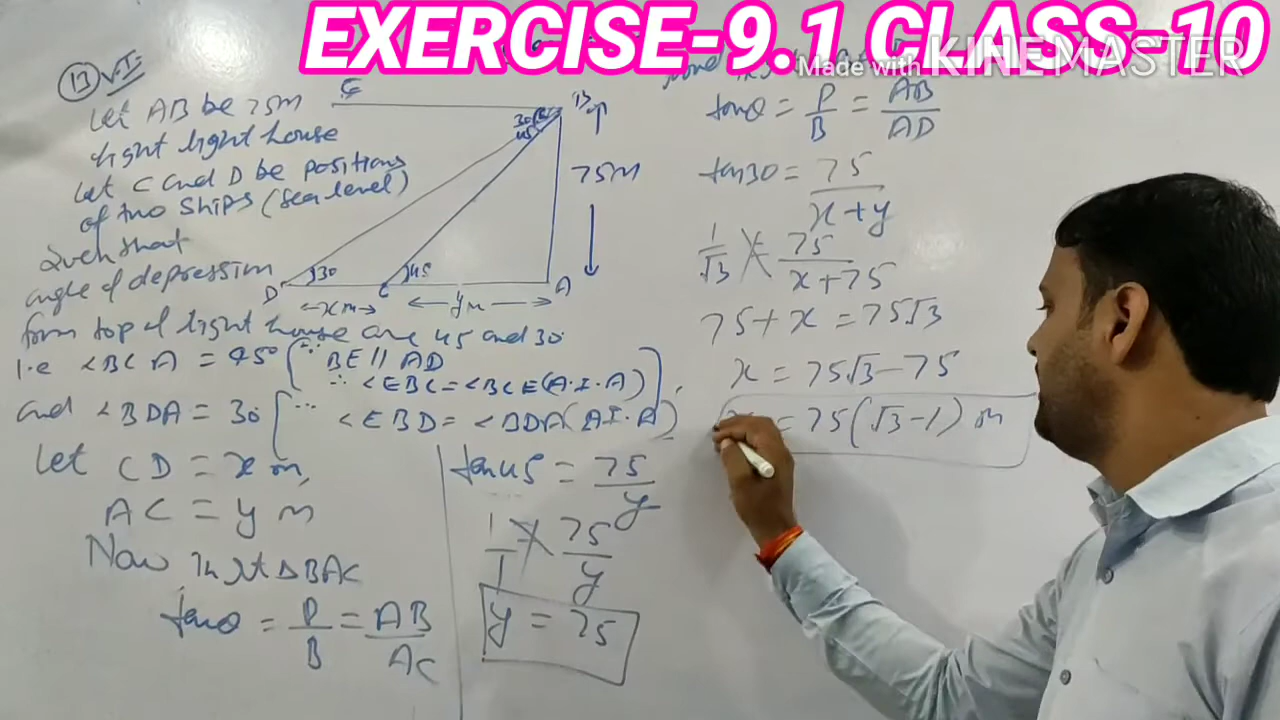 EXERCISE-9.1 CLASS-10
Made with KINEMASTER
13 V.I
Let AB be 75m
light light house
Let C and D be positions
of two ships (sea level)
such that
angle of depression
from top of light house are 45 and 30
i.e <BCA = 45° [∵ BE // AD
∴ <EBC = <BCE (A.I.A)
and <BDA = 30 [∵ <EBD = <BDA (A.I.A)
Let CD = x m,
AC = y m
Now In rt Δ BAC
tanθ = P/B = AB/AC
E
B
30
45
75m
30
45
D
C
A
x m
y m
tan45 = 75/y
1/1 = 75/y
y = 75
tanθ = P/B = AB/AD
tan30 = 75/x+y
1/√3 = 75/x+75
75+x = 75√3
x = 75√3-75
= 75(√3-1) m